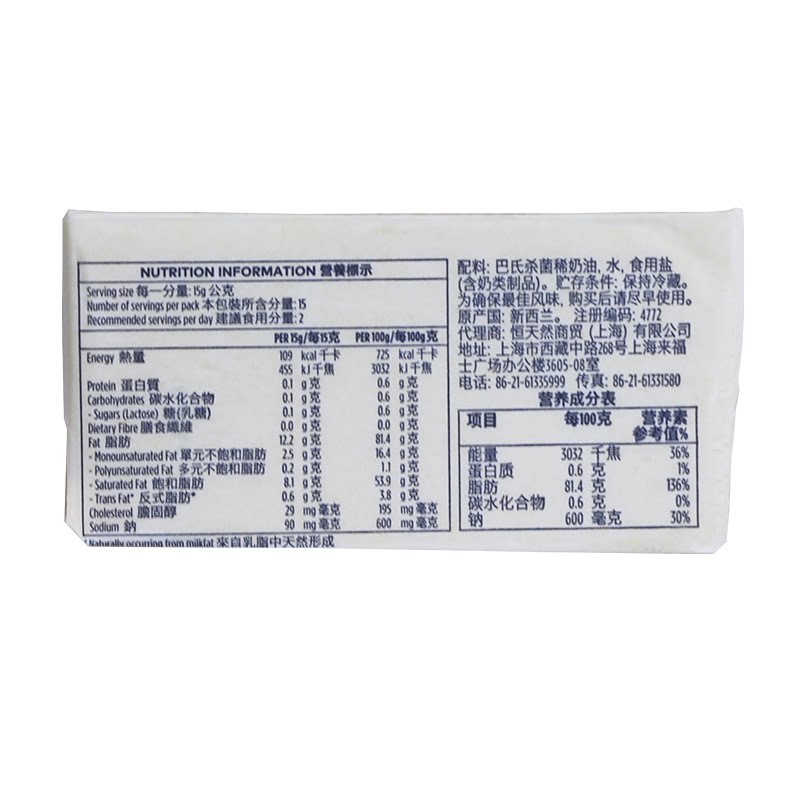 NUTRITION INFORMATION 營養標示
Serving size 每一分量: 15g 公克
Number of servings per pack 本包裝所含分量: 15
Recommended servings per day 建議食用分量: 2
PER 15g/每15克 PER 100g/每100g克
Energy 熱量 109 kcal 千卡 725 kcal 千卡
455 kJ 千焦 3032 kJ 千焦
Protein 蛋白質 0.1 g 克 0.6 g 克
Carbohydrates 碳水化合物 0.1 g 克 0.6 g 克
- Sugars (Lactose) 糖(乳糖) 0.1 g 克 0.6 g 克
Dietary Fibre 膳食纖維 0.0 g 克 0.0 g 克
Fat 脂肪 12.2 g 克 81.4 g 克
- Monounsaturated Fat 單元不飽和脂肪 2.5 g 克 16.4 g 克
- Polyunsaturated Fat 多元不飽和脂肪 0.2 g 克 1.1 g 克
- Saturated Fat 飽和脂肪 8.1 g 克 53.9 g 克
- Trans Fat* 反式脂肪* 0.6 g 克 3.8 g 克
Cholesterol 膽固醇 29 mg 毫克 195 mg 毫克
Sodium 鈉 90 mg 毫克 600 mg 毫克
* Naturally occurring from milkfat 來自乳脂中天然形成
配料: 巴氏杀菌稀奶油, 水, 食用盐
(含奶类制品)。贮存条件: 保持冷藏。
为确保最佳风味, 购买后请尽早使用。
原产国: 新西兰。 注册编码: 4772
代理商: 恒天然商贸 (上海) 有限公司
地址: 上海市西藏中路268号上海来福
士广场办公楼3605-08室
电话: 86-21-61335999 传真: 86-21-61331580
营养成分表
项目 每100克 营养素
参考值%
能量 3032 千焦 36%
蛋白质 0.6 克 1%
脂肪 81.4 克 136%
碳水化合物 0.6 克 0%
钠 600 毫克 30%